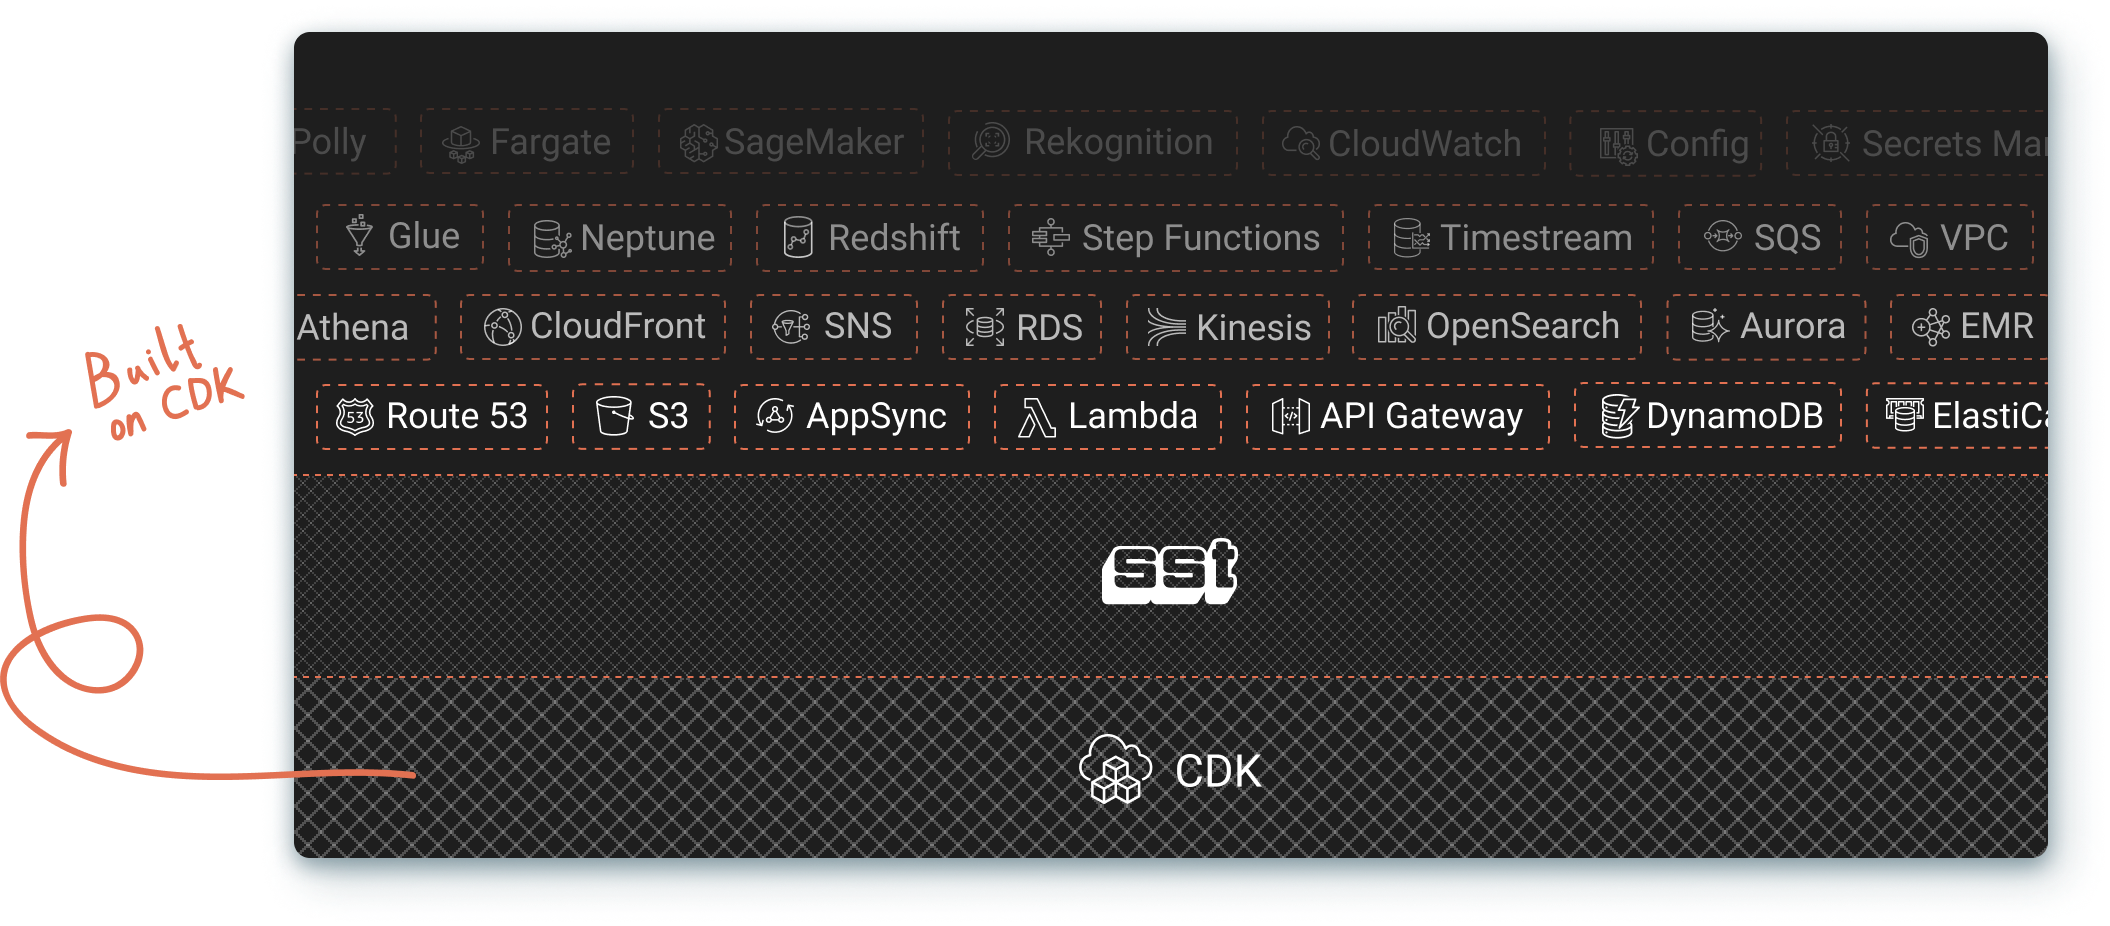 Polly Fargate SageMaker Rekognition CloudWatch Config Secrets Ma
Glue Neptune Redshift Step Functions Timestream SQS VPC
Athena CloudFront SNS RDS Kinesis OpenSearch Aurora EMR
Route 53 53 S3 AppSync Lambda API Gateway DynamoDB ElastiC
Built
on CDK
sst
CDK